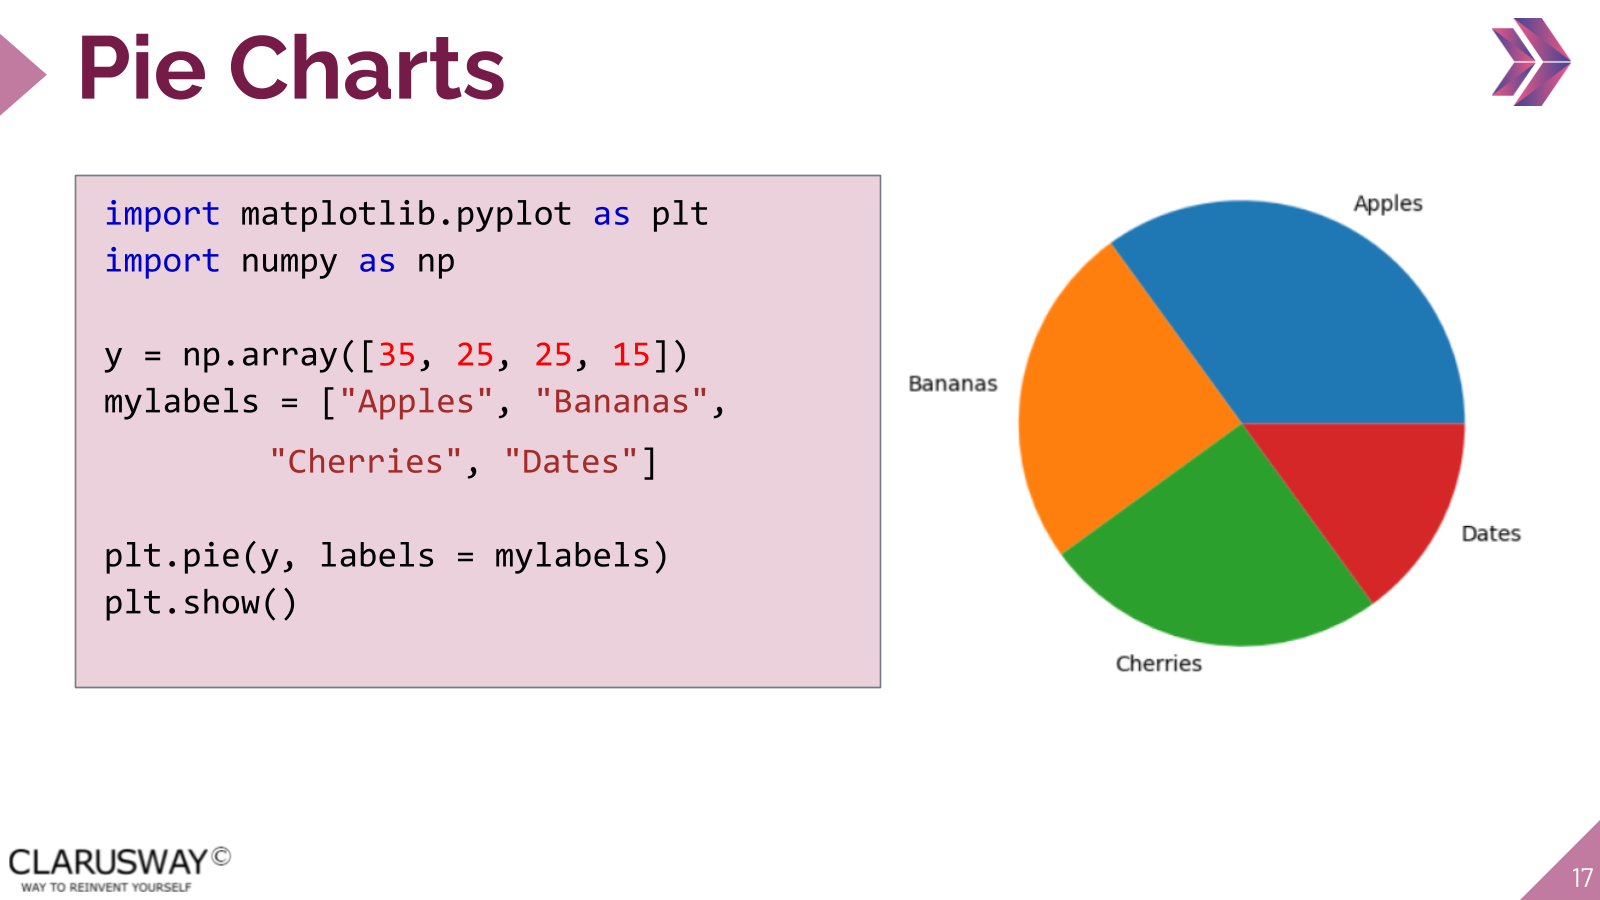 Pie Charts
import matplotlib.pyplot as plt
import numpy as np
y = np.array([35, 25, 25, 15])
mylabels = ["Apples", "Bananas",
"Cherries", "Dates"]
plt.pie(y, labels = mylabels)
plt.show()
Apples
Bananas
Dates
Cherries
CLARUSWAY©
WAY TO REINVENT YOURSELF
17